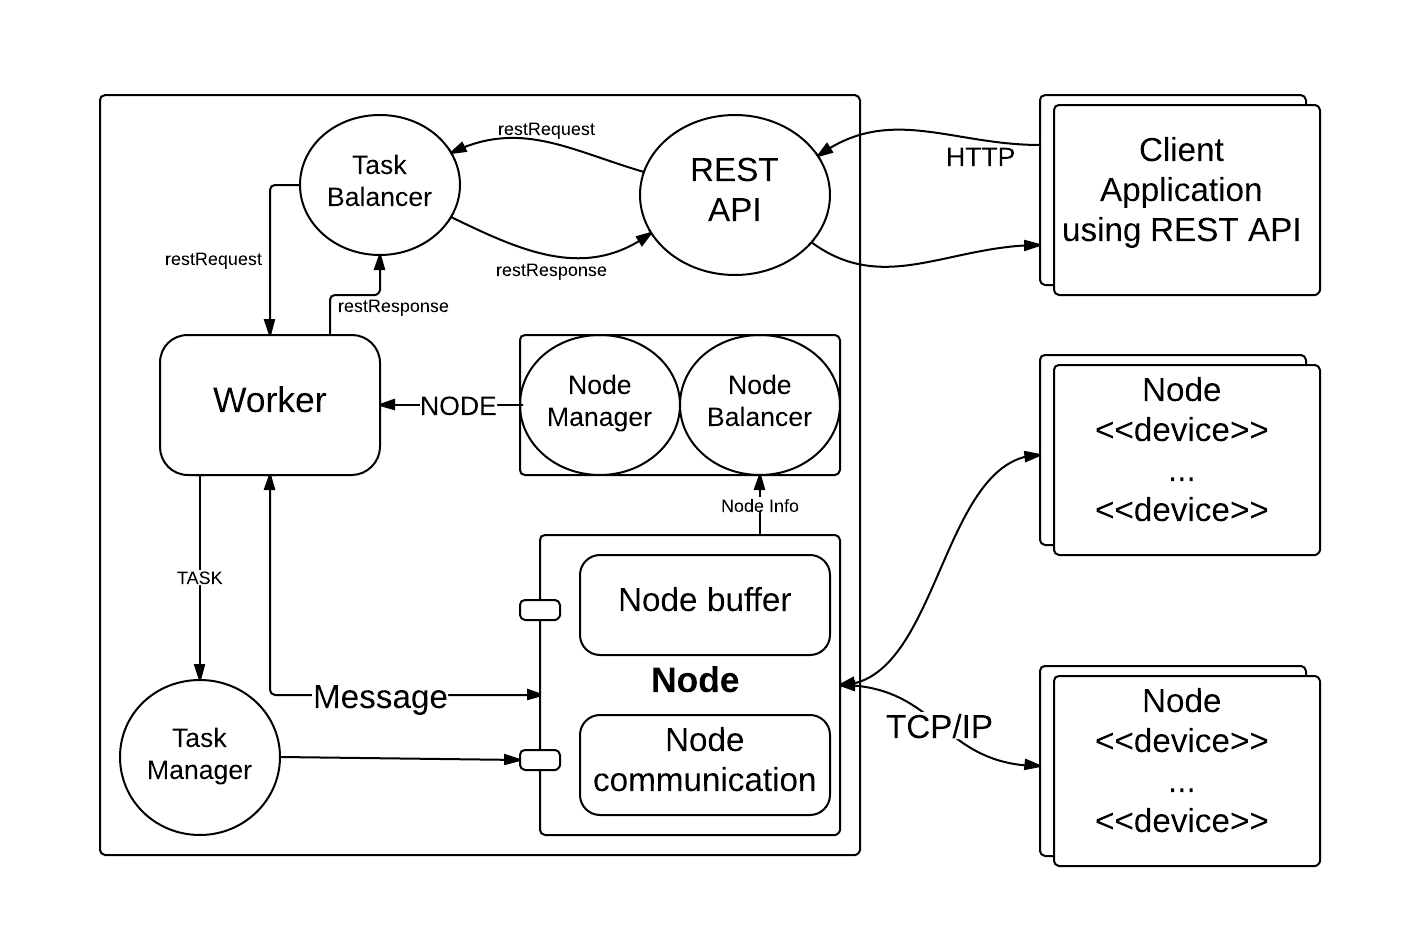 restRequest
Task
Balancer
REST
API
HTTP
Client
Application
using REST API
restRequest
restResponse
restResponse
Worker
NODE
Node
Manager
Node
Balancer
Node
<<device>>
...
<<device>>
Node Info
TASK
Node buffer
Message
Node
Node
communication
Task
Manager
TCP/IP
Node
<<device>>
...
<<device>>